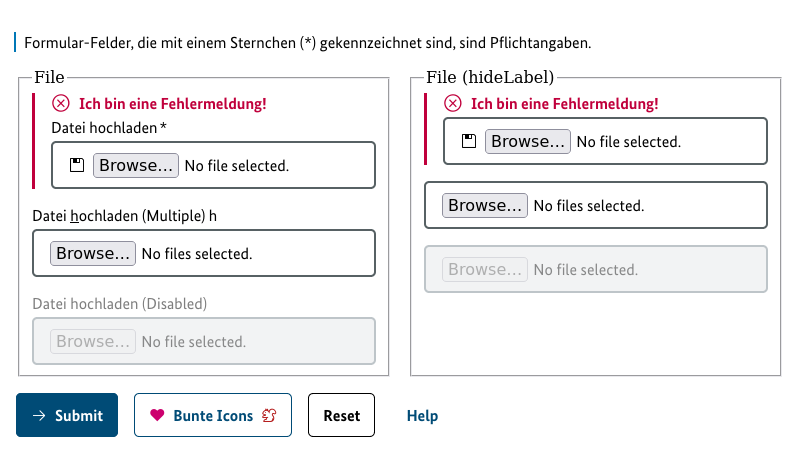 Formular-Felder, die mit einem Sternchen (*) gekennzeichnet sind, sind Pflichtangaben.
File
Ich bin eine Fehlermeldung!
Datei hochladen *
Browse... No file selected.
Datei hochladen (Multiple) h
Browse... No files selected.
Datei hochladen (Disabled)
Browse... No file selected.
File (hideLabel)
Ich bin eine Fehlermeldung!
Browse... No file selected.
Browse... No files selected.
Browse... No file selected.
Submit
Bunte Icons
Reset
Help